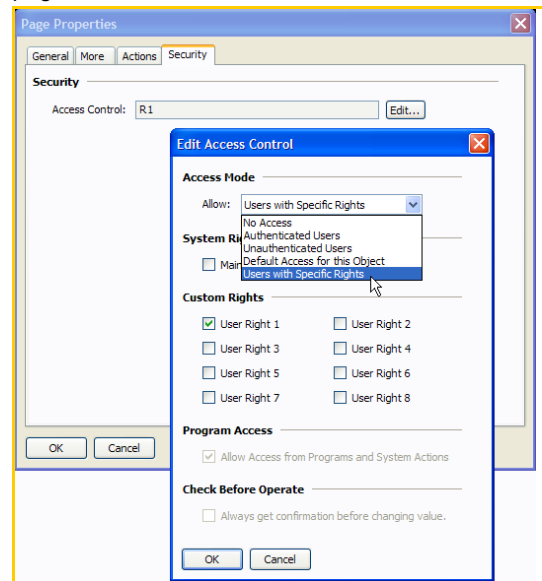 Page Properties
General More Actions Security
Security
Access Control: R1 Edit...
Edit Access Control
Access Mode
Allow: Users with Specific Rights
No Access
Authenticated Users
Unauthenticated Users
Default Access for this Object
Users with Specific Rights
Custom Rights
User Right 1 User Right 2
User Right 3 User Right 4
User Right 5 User Right 6
User Right 7 User Right 8
Program Access
Allow Access from Programs and System Actions
Check Before Operate
Always get confirmation before changing value.
OK Cancel
OK Cancel